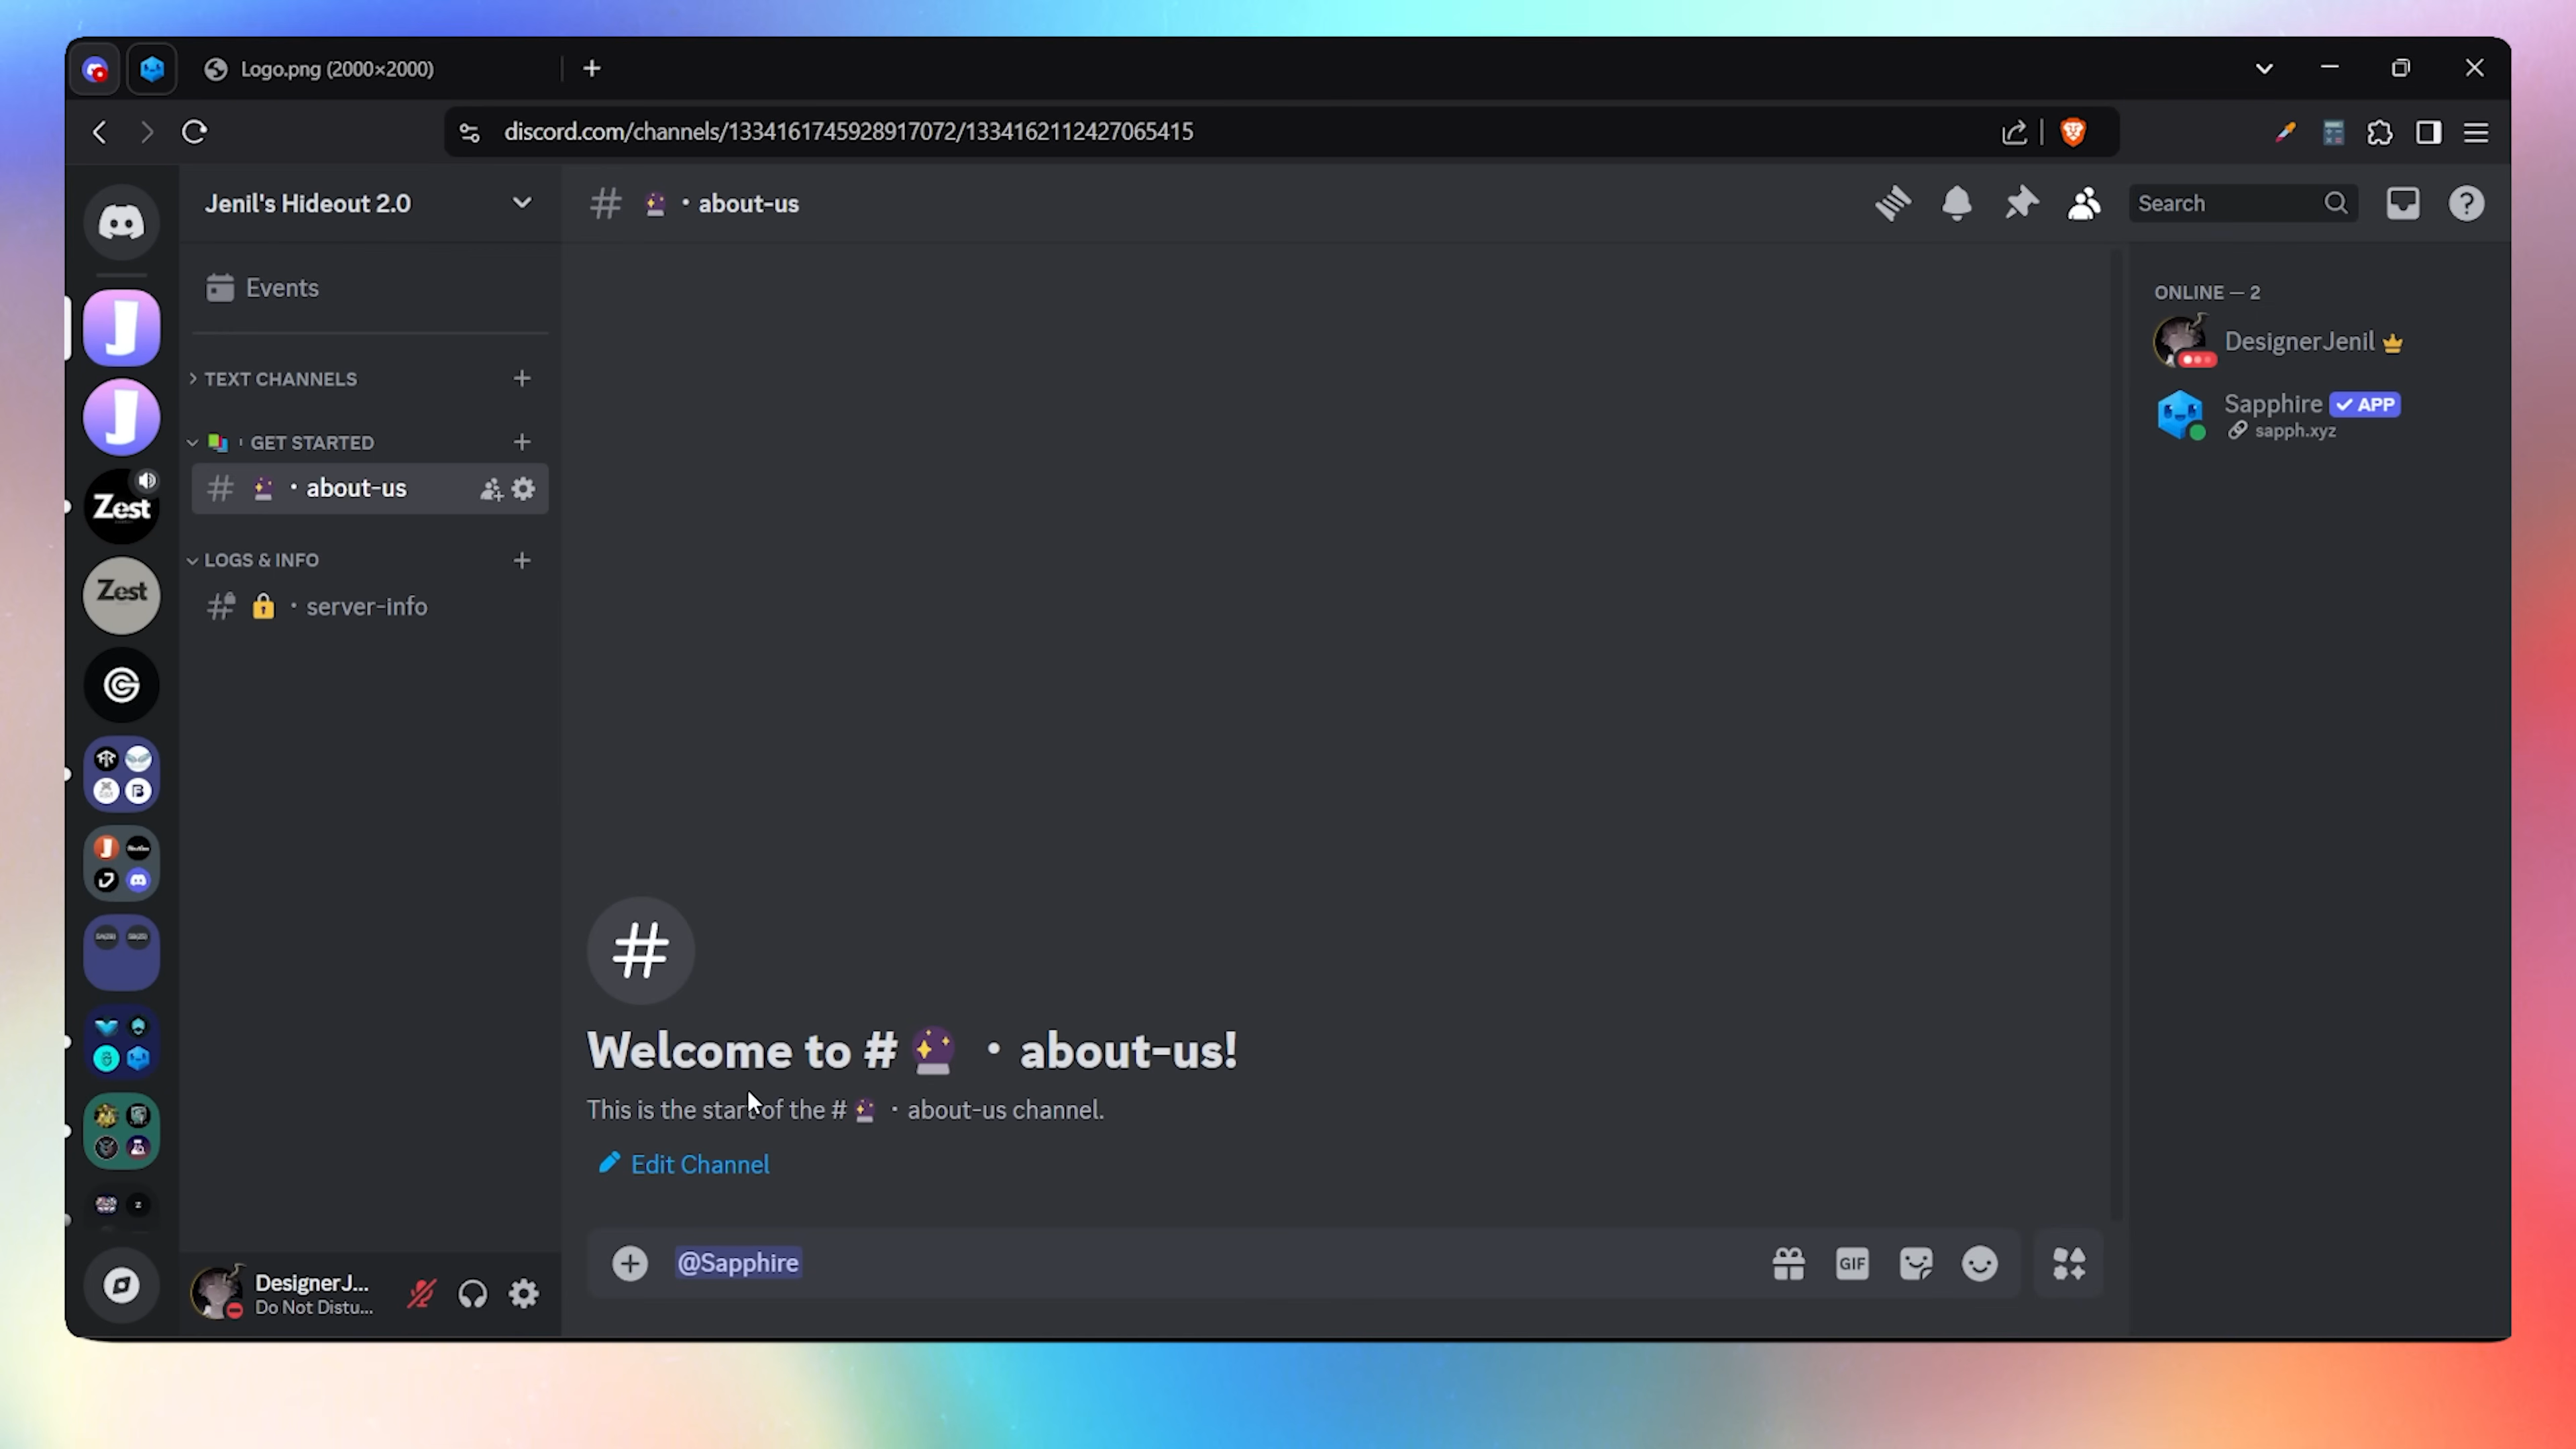 Logo.png (2000×2000)
discord.com/channels/1334161745928917072/1334162112427065415
Jenil's Hideout 2.0
about-us
Search
Events
TEXT CHANNELS
GET STARTED
about-us
LOGS & INFO
server-info
Zest
Zest
ONLINE — 2
DesignerJenil
Sapphire APP
sapph.xyz
Welcome to # 🔮 • about-us!
This is the start of the # 🔮 • about-us channel.
Edit Channel
@Sapphire
GIF
DesignerJ...
Do Not Distu...